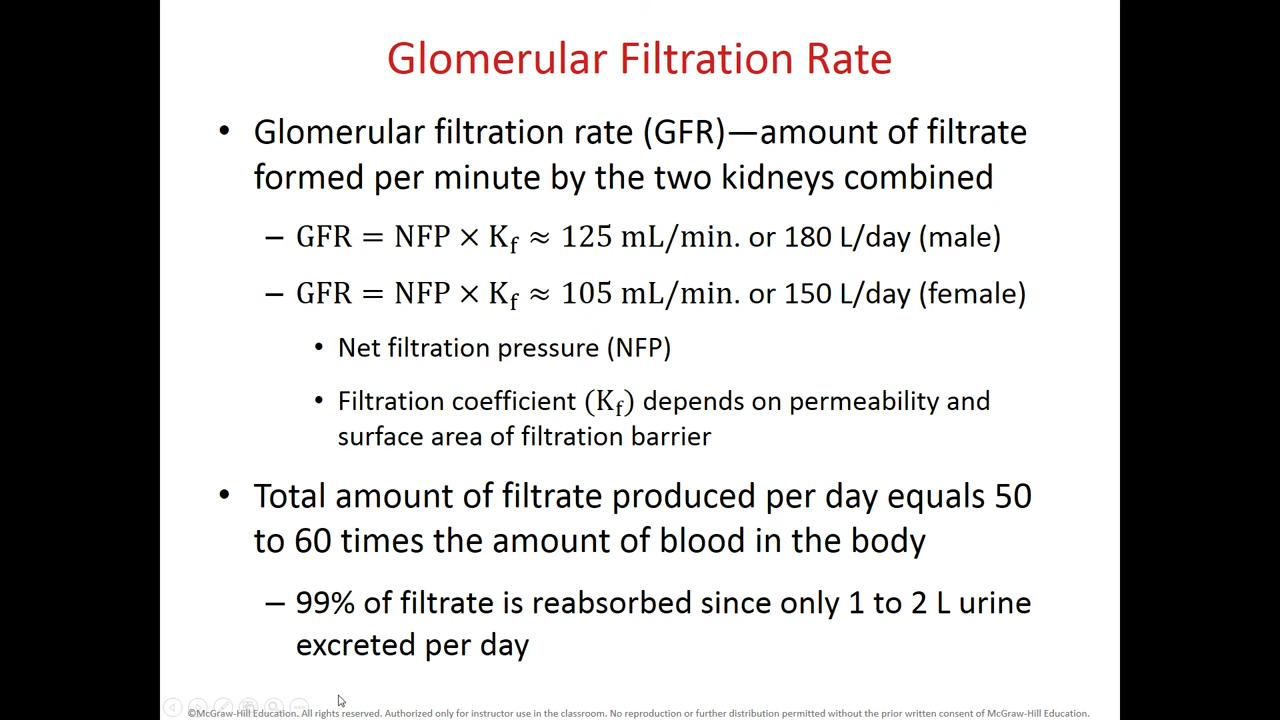 Glomerular Filtration Rate
• Glomerular filtration rate (GFR)—amount of filtrate
formed per minute by the two kidneys combined
– GFR = NFP × Kf ≈ 125 mL/min. or 180 L/day (male)
– GFR = NFP × Kf ≈ 105 mL/min. or 150 L/day (female)
• Net filtration pressure (NFP)
• Filtration coefficient (Kf) depends on permeability and
surface area of filtration barrier
• Total amount of filtrate produced per day equals 50
to 60 times the amount of blood in the body
– 99% of filtrate is reabsorbed since only 1 to 2 L urine
excreted per day
©McGraw-Hill Education. All rights reserved. Authorized only for instructor use in the classroom. No reproduction or further distribution permitted without the prior written consent of McGraw-Hill Education.